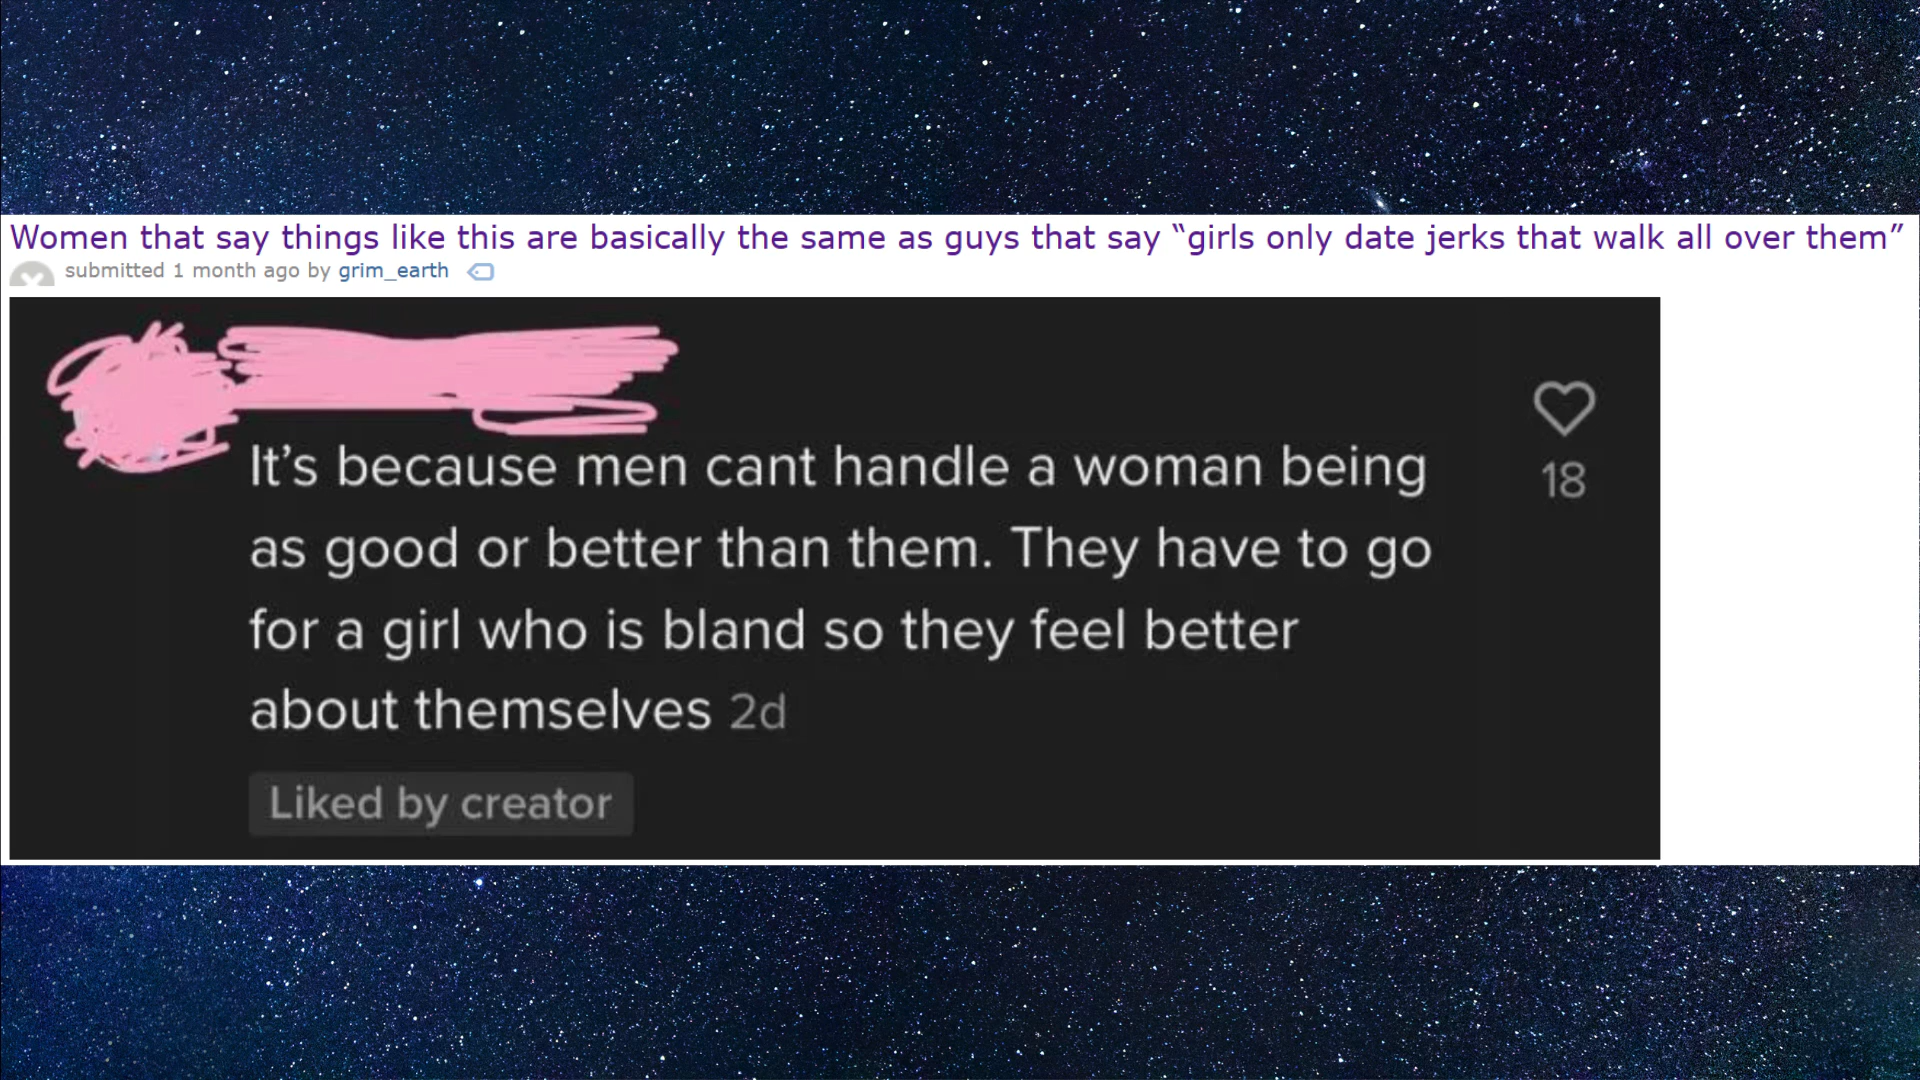 Women that say things like this are basically the same as guys that say “girls only date jerks that walk all over them”
submitted 1 month ago by grim_earth
It’s because men cant handle a woman being
as good or better than them. They have to go
for a girl who is bland so they feel better
about themselves 2d
18
Liked by creator